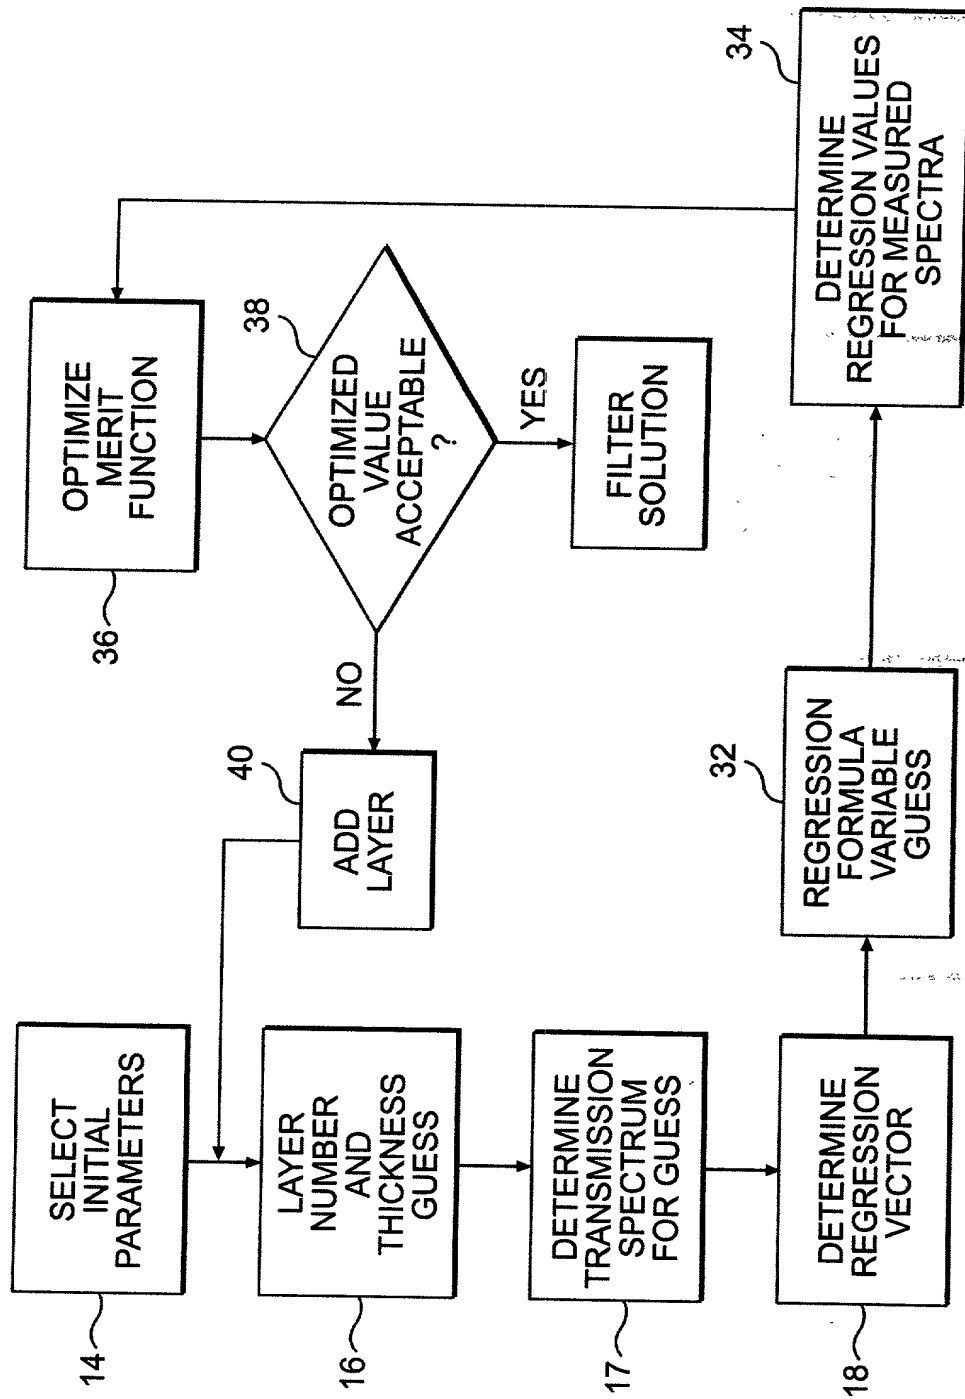 14
SELECT
INITIAL
PARAMETERS
16
LAYER
NUMBER
AND
THICKNESS
GUESS
17
DETERMINE
TRANSMISSION
SPECTRUM
FOR GUESS
18
DETERMINE
REGRESSION
VECTOR
32
REGRESSION
FORMULA
VARIABLE
GUESS
34
DETERMINE
REGRESSION VALUES
FOR MEASURED
SPECTRA
36
OPTIMIZE
MERIT
FUNCTION
38
OPTIMIZED
VALUE
ACCEPTABLE
?
YES
FILTER
SOLUTION
NO
40
ADD
LAYER